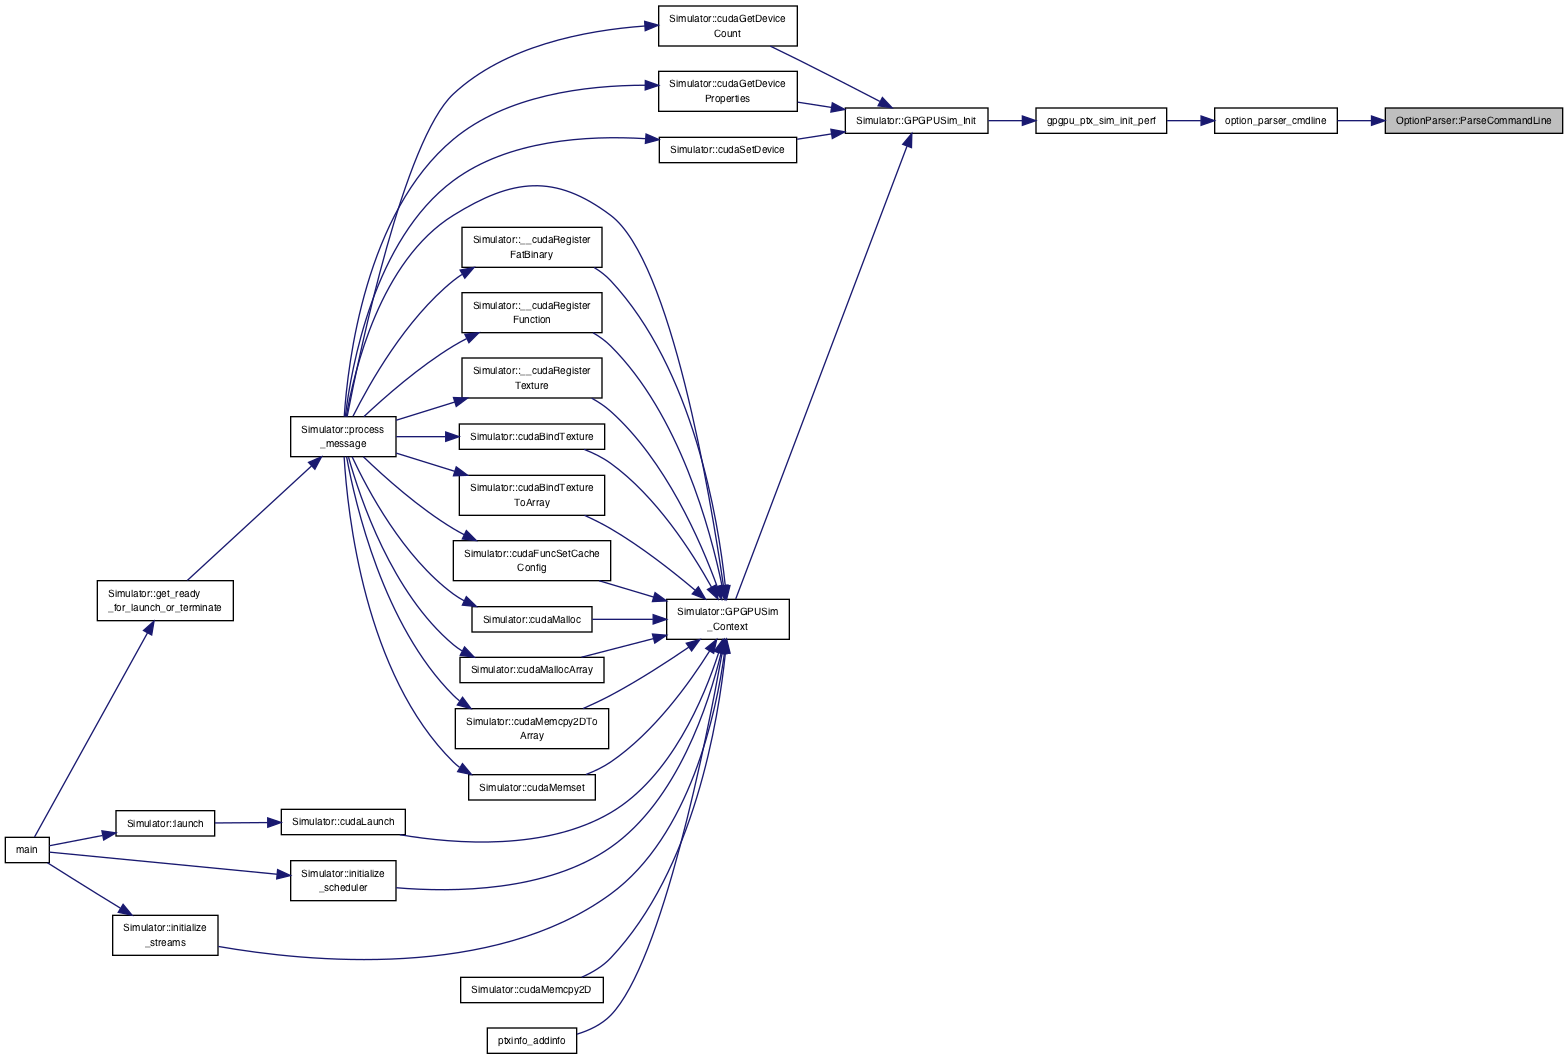 Simulator::cudaGetDevice
Count
Simulator::cudaGetDevice
Properties
Simulator::GPGPUSim_Init
gpgpu_ptx_sim_init_perf
option_parser_cmdline
OptionParser::ParseCommandLine
Simulator::cudaSetDevice
Simulator::__cudaRegister
FatBinary
Simulator::__cudaRegister
Function
Simulator::__cudaRegister
Texture
Simulator::process
_message
Simulator::cudaBindTexture
Simulator::cudaBindTexture
ToArray
Simulator::cudaFuncSetCache
Config
Simulator::get_ready
_for_launch_or_terminate
Simulator::cudaMalloc
Simulator::GPGPUSim
_Context
Simulator::cudaMallocArray
Simulator::cudaMemcpy2DTo
Array
Simulator::cudaMemset
Simulator::launch
Simulator::cudaLaunch
main
Simulator::initialize
_scheduler
Simulator::initialize
_streams
Simulator::cudaMemcpy2D
ptxinfo_addinfo